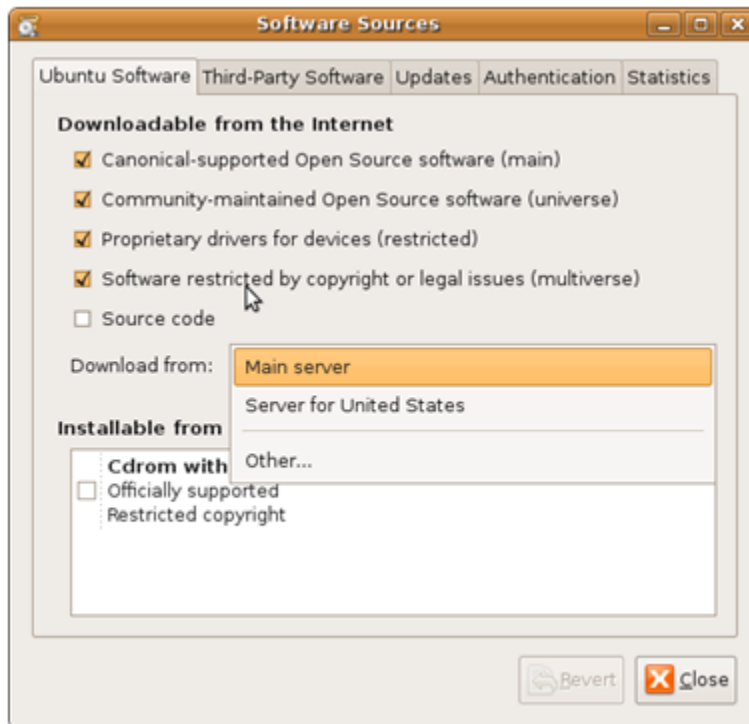 Software Sources
Ubuntu Software Third-Party Software Updates Authentication Statistics
Downloadable from the Internet
Canonical-supported Open Source software (main)
Community-maintained Open Source software (universe)
Proprietary drivers for devices (restricted)
Software restricted by copyright or legal issues (multiverse)
Source code
Download from: Main server
Server for United States
Other...
Installable from
Cdrom with
Officially supported
Restricted copyright
Revert Close